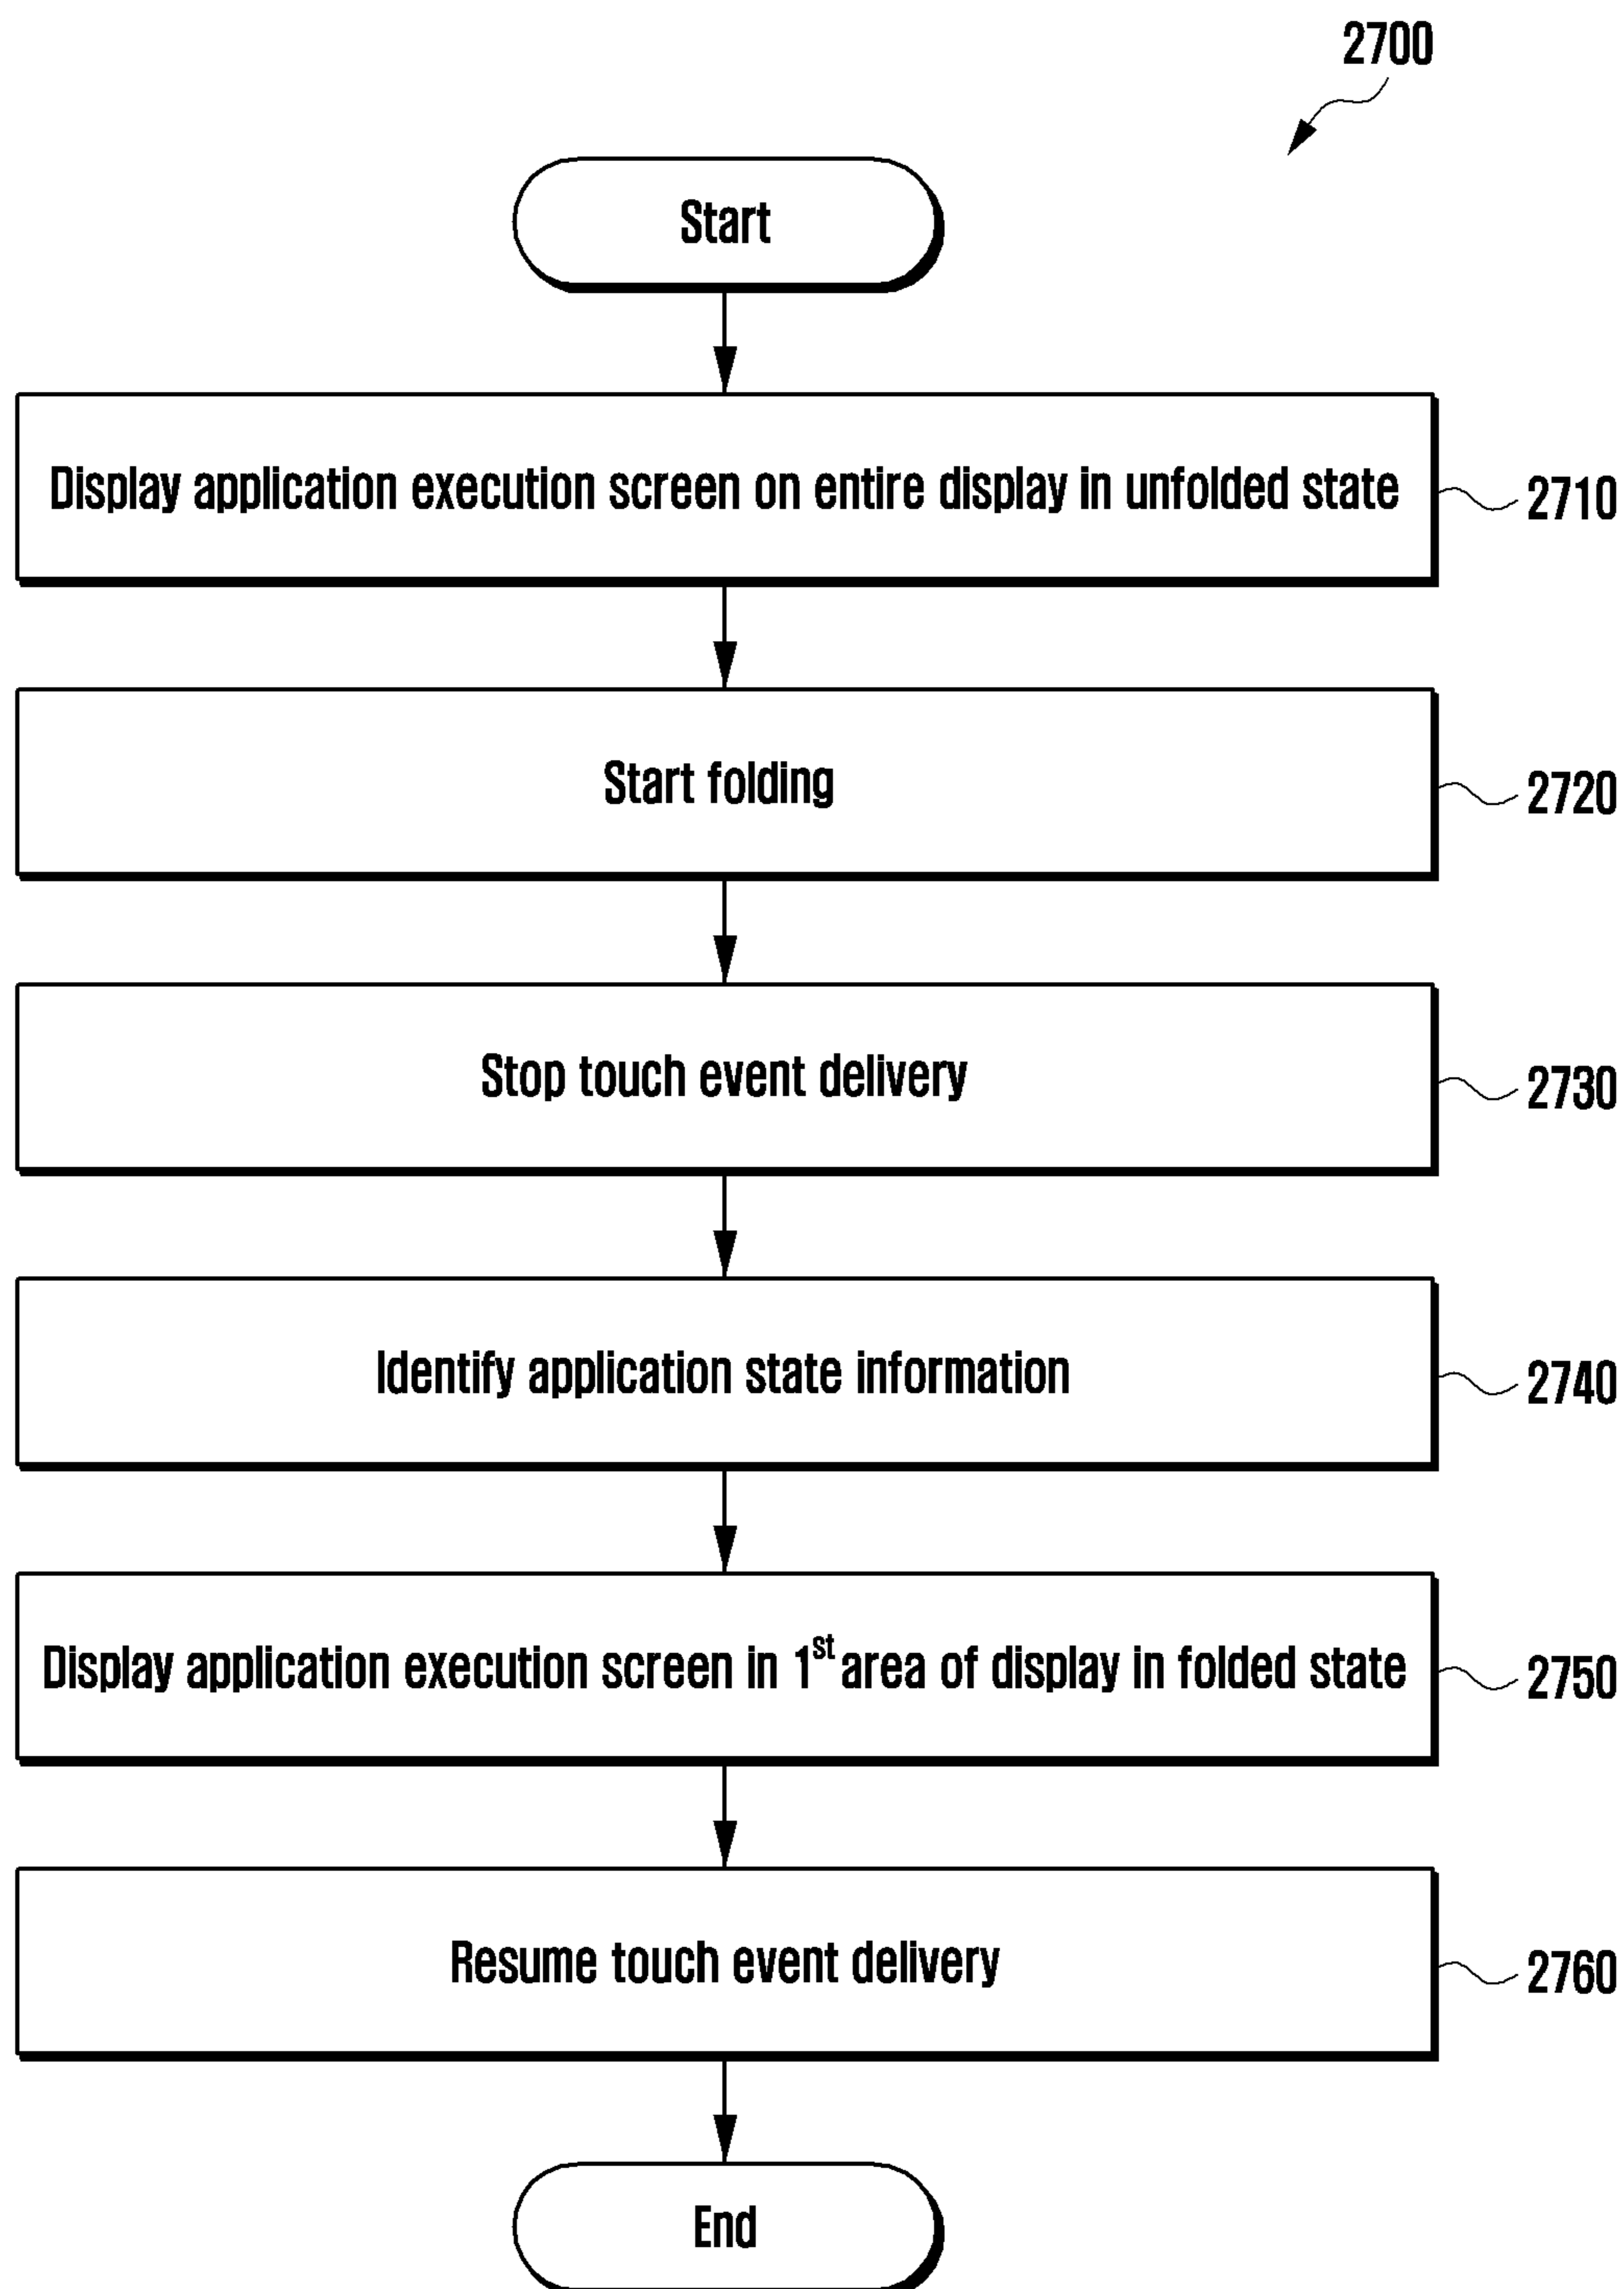 2700
Start
Display application execution screen on entire display in unfolded state
2710
Start folding
2720
Stop touch event delivery
2730
Identify application state information
2740
Display application execution screen in 1st area of display in folded state
2750
Resume touch event delivery
2760
End